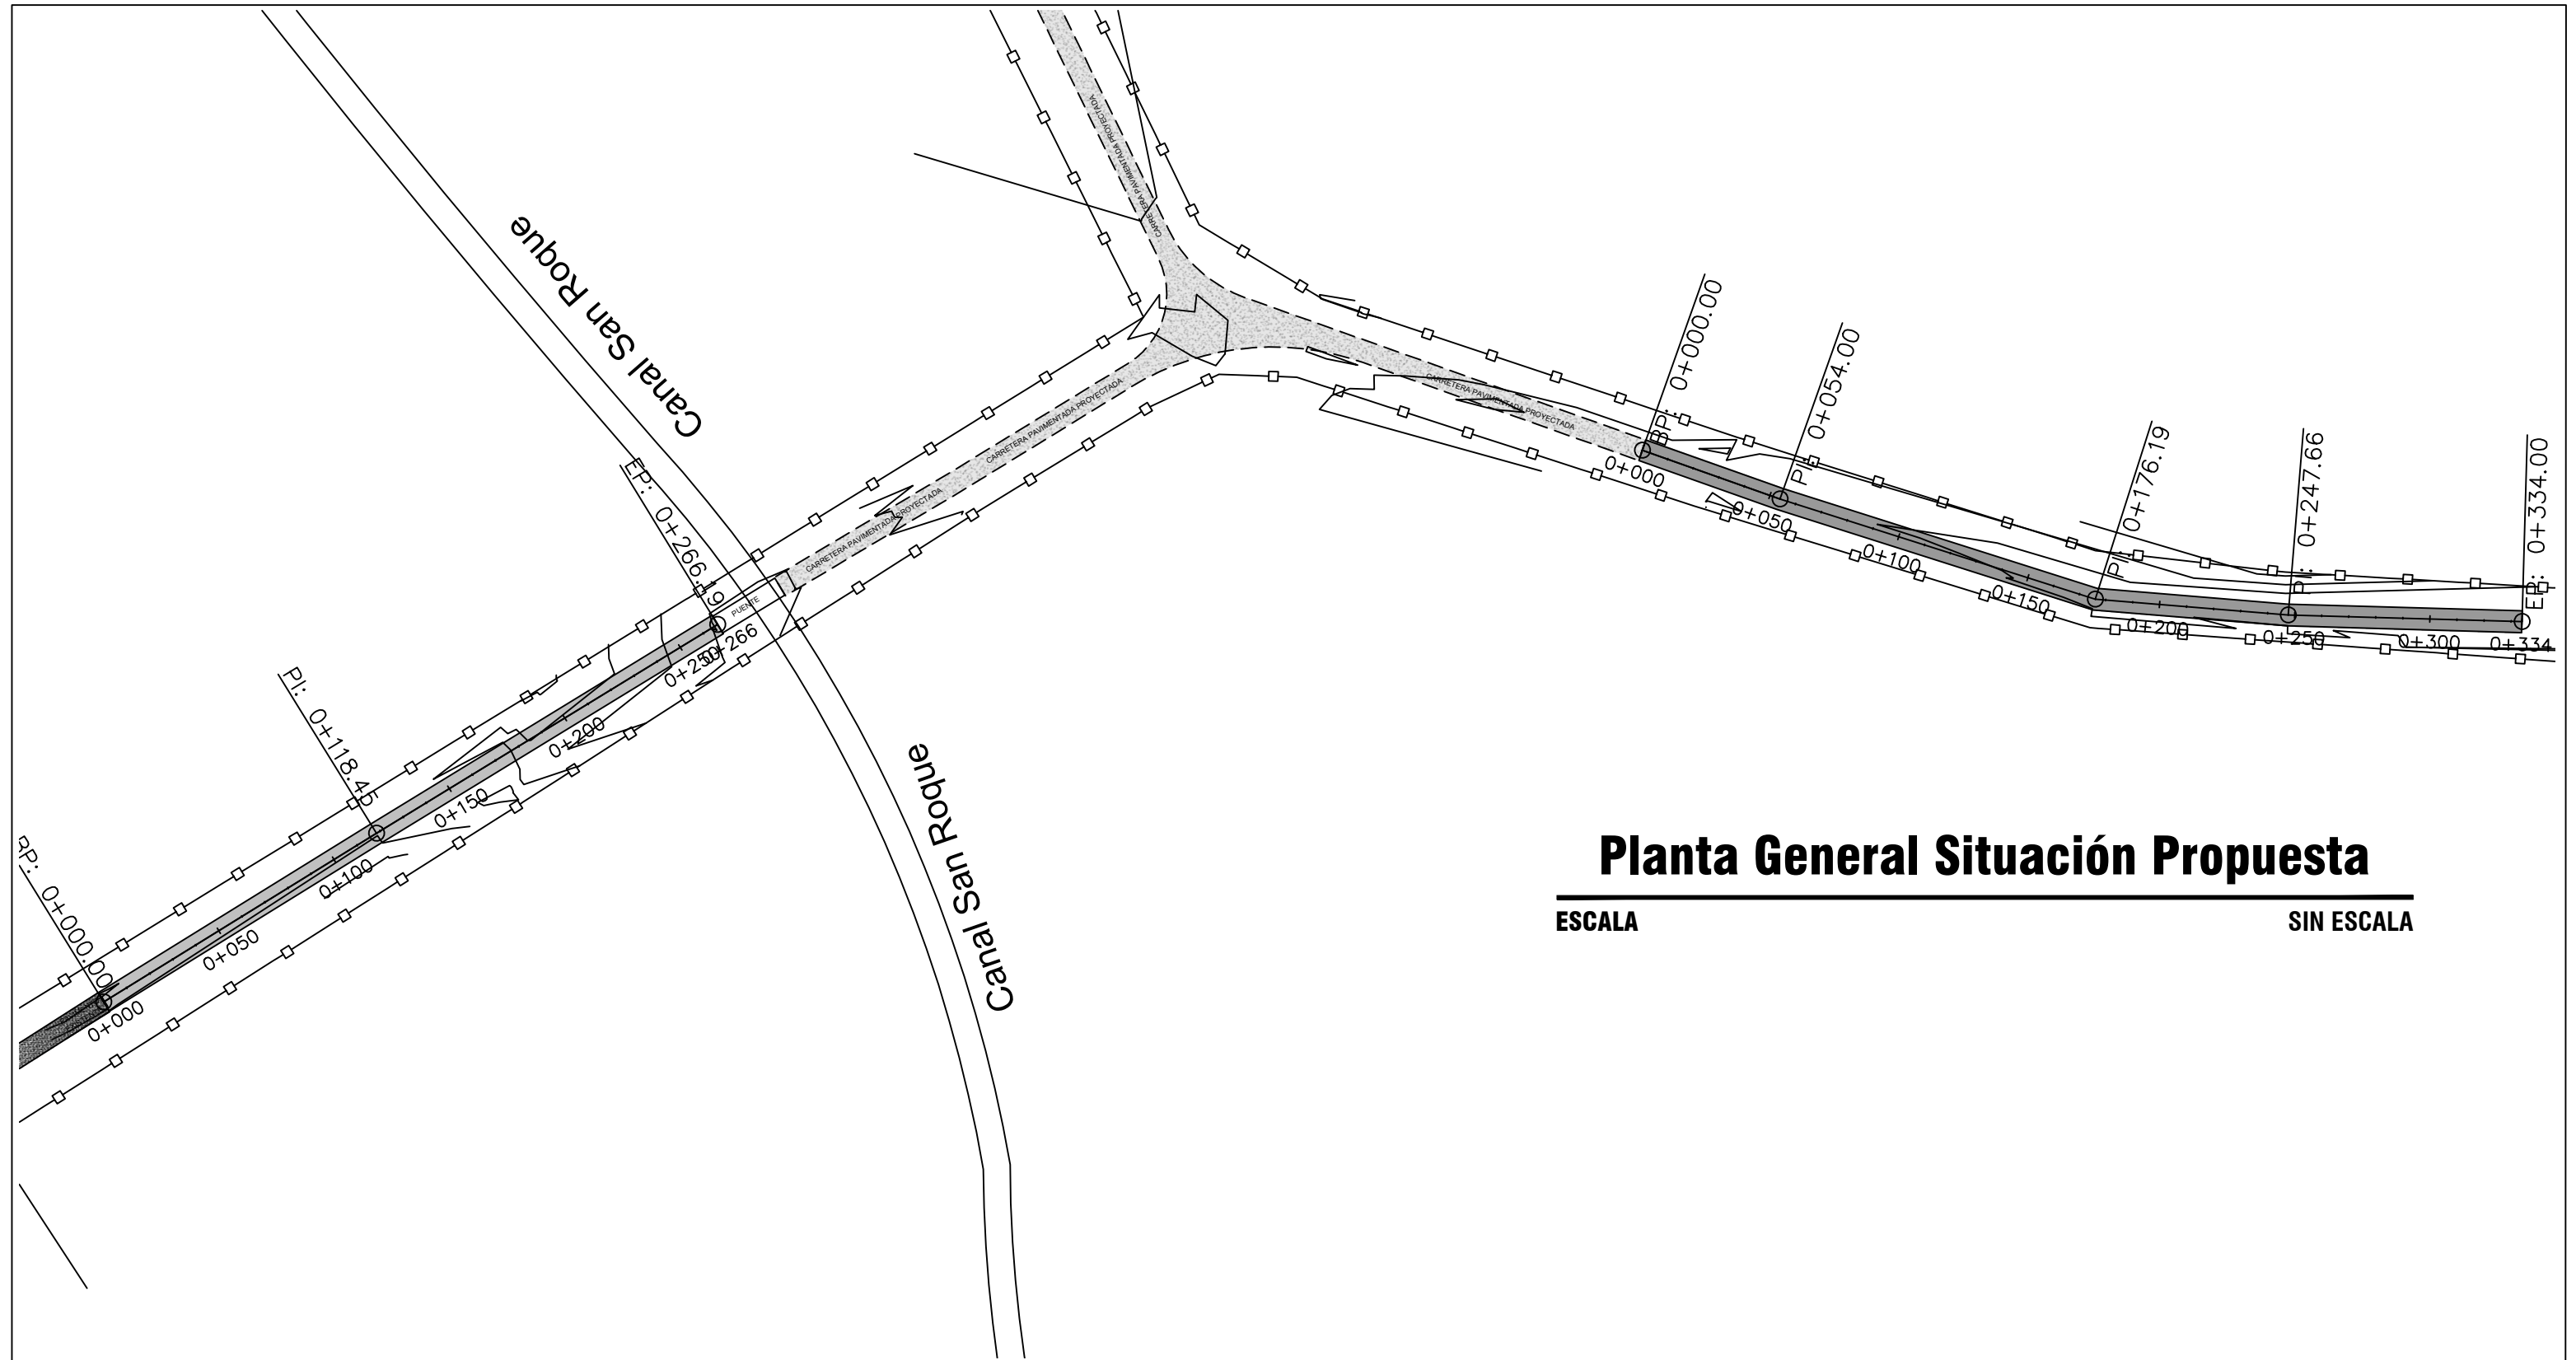 CARRETERA PAVIMENTADA PROYECTADA
CARRETERA PAVIMENTADA PROYECTADA
Canal San Roque
BP: 0+000.00
PI: 0+054.00
PI: 0+176.19
PI: 0+247.66
EP: 0+334.00
CARRETERA PAVIMENTADA PROYECTADA
CARRETERA PAVIMENTADA PROYECTADA
CARRETERA PAVIMENTADA PROYECTADA
0+000
0+050
0+100
0+150
0+200
0+250
0+300
0+334
EP: 0+266.19
PUENTE
0+266
0+250
0+200
0+150
0+100
0+050
0+000
PI: 0+118.45
BP: 0+000.00
Canal San Roque
Planta General Situación Propuesta
ESCALA
SIN ESCALA